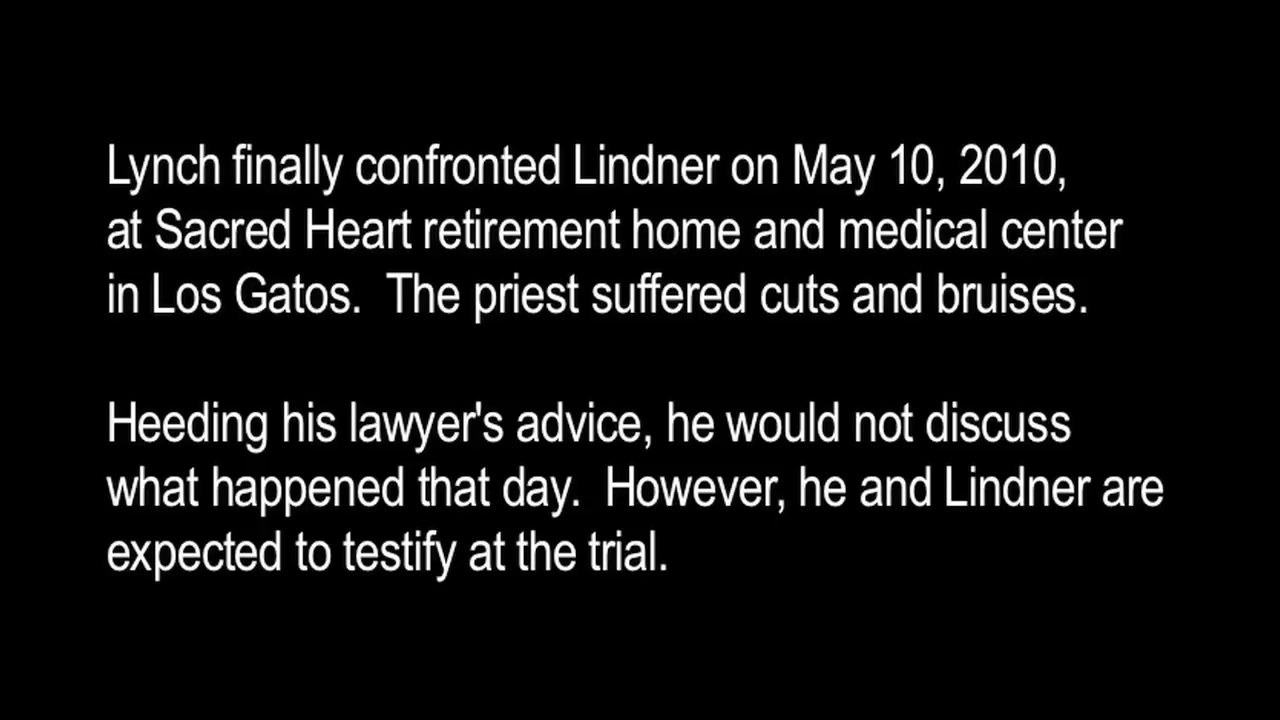 Lynch finally confronted Lindner on May 10, 2010,
at Sacred Heart retirement home and medical center
in Los Gatos.  The priest suffered cuts and bruises.
Heeding his lawyer's advice, he would not discuss
what happened that day.  However, he and Lindner are
expected to testify at the trial.